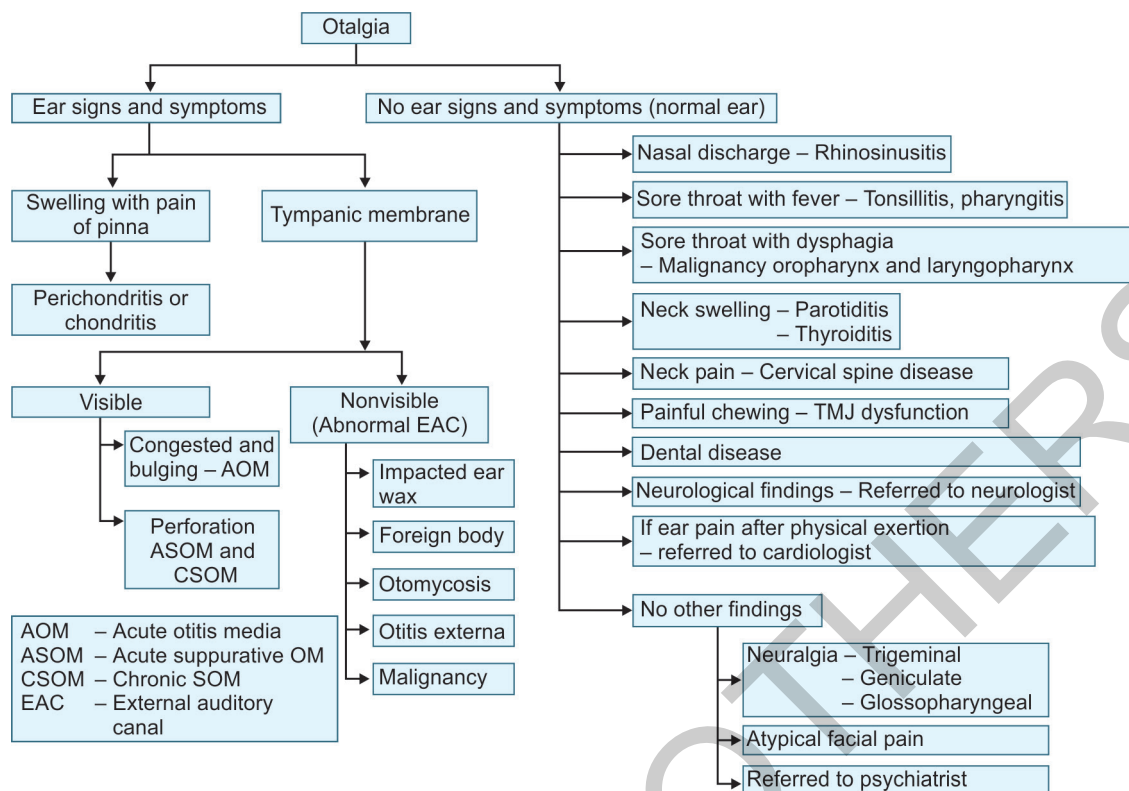 Otalgia
Ear signs and symptoms
No ear signs and symptoms (normal ear)
Swelling with pain
of pinna
Perichondritis or
chondritis
Tympanic membrane
Visible
Congested and
bulging – AOM
Perforation
ASOM and
CSOM
Nonvisible
(Abnormal EAC)
Impacted ear
wax
Foreign body
Otomycosis
Otitis externa
Malignancy
Nasal discharge – Rhinosinusitis
Sore throat with fever – Tonsillitis, pharyngitis
Sore throat with dysphagia
– Malignancy oropharynx and laryngopharynx
Neck swelling – Parotiditis
– Thyroiditis
Neck pain – Cervical spine disease
Painful chewing – TMJ dysfunction
Dental disease
Neurological findings – Referred to neurologist
If ear pain after physical exertion
– referred to cardiologist
No other findings
Neuralgia – Trigeminal
– Geniculate
– Glossopharyngeal
Atypical facial pain
Referred to psychiatrist
AOM – Acute otitis media
ASOM – Acute suppurative OM
CSOM – Chronic SOM
EAC – External auditory
canal
OTHERS